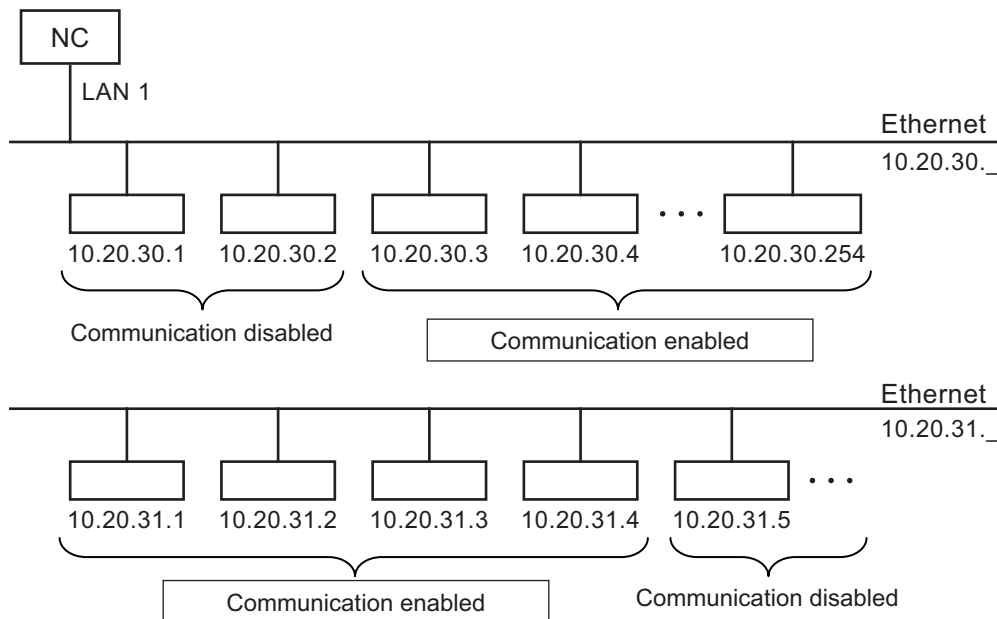 NC
LAN 1
Ethernet
10.20.30._
10.20.30.1 10.20.30.2 10.20.30.3 10.20.30.4 ··· 10.20.30.254
Communication disabled Communication enabled
Ethernet
10.20.31._
10.20.31.1 10.20.31.2 10.20.31.3 10.20.31.4 10.20.31.5 ···
Communication enabled Communication disabled